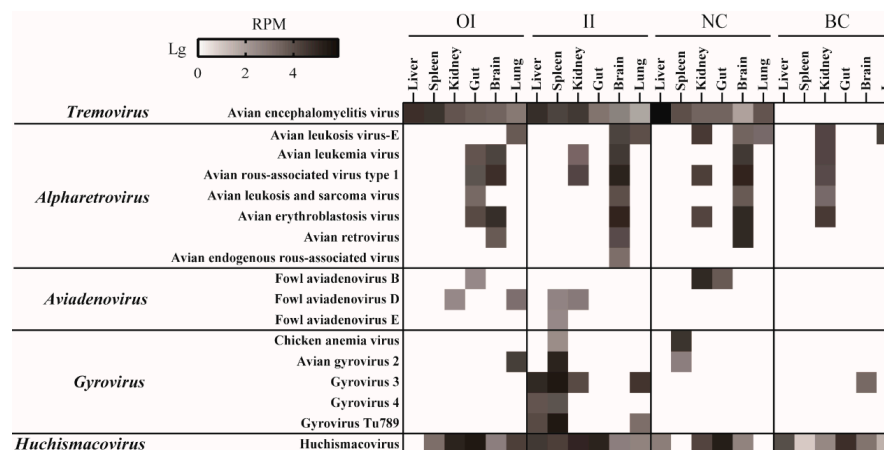 RPM
Lg
0 2 4
OI II NC BC
Liver Spleen Kidney Gut Brain Lung Liver Spleen Kidney Gut Brain Lung Liver Spleen Kidney Gut Brain Lung Liver Spleen Kidney Gut Brain
Tremovirus Avian encephalomyclitis virus
Avian leukosis virus-E
Avian leukemia virus
Avian rous-associated virus type 1
Alpharetrovirus Avian leukosis and sarcoma virus
Avian erythroblastosis virus
Avian retrovirus
Avian endogenous rous-associated virus
Fowl aviadenovirus B
Aviadenovirus Fowl aviadenovirus D
Fowl aviadenovirus E
Chicken anemia virus
Avian gyrovirus 2
Gyrovirus Gyrovirus 3
Gyrovirus 4
Gyrovirus Tu789
Huchismacovirus Huchismacovirus